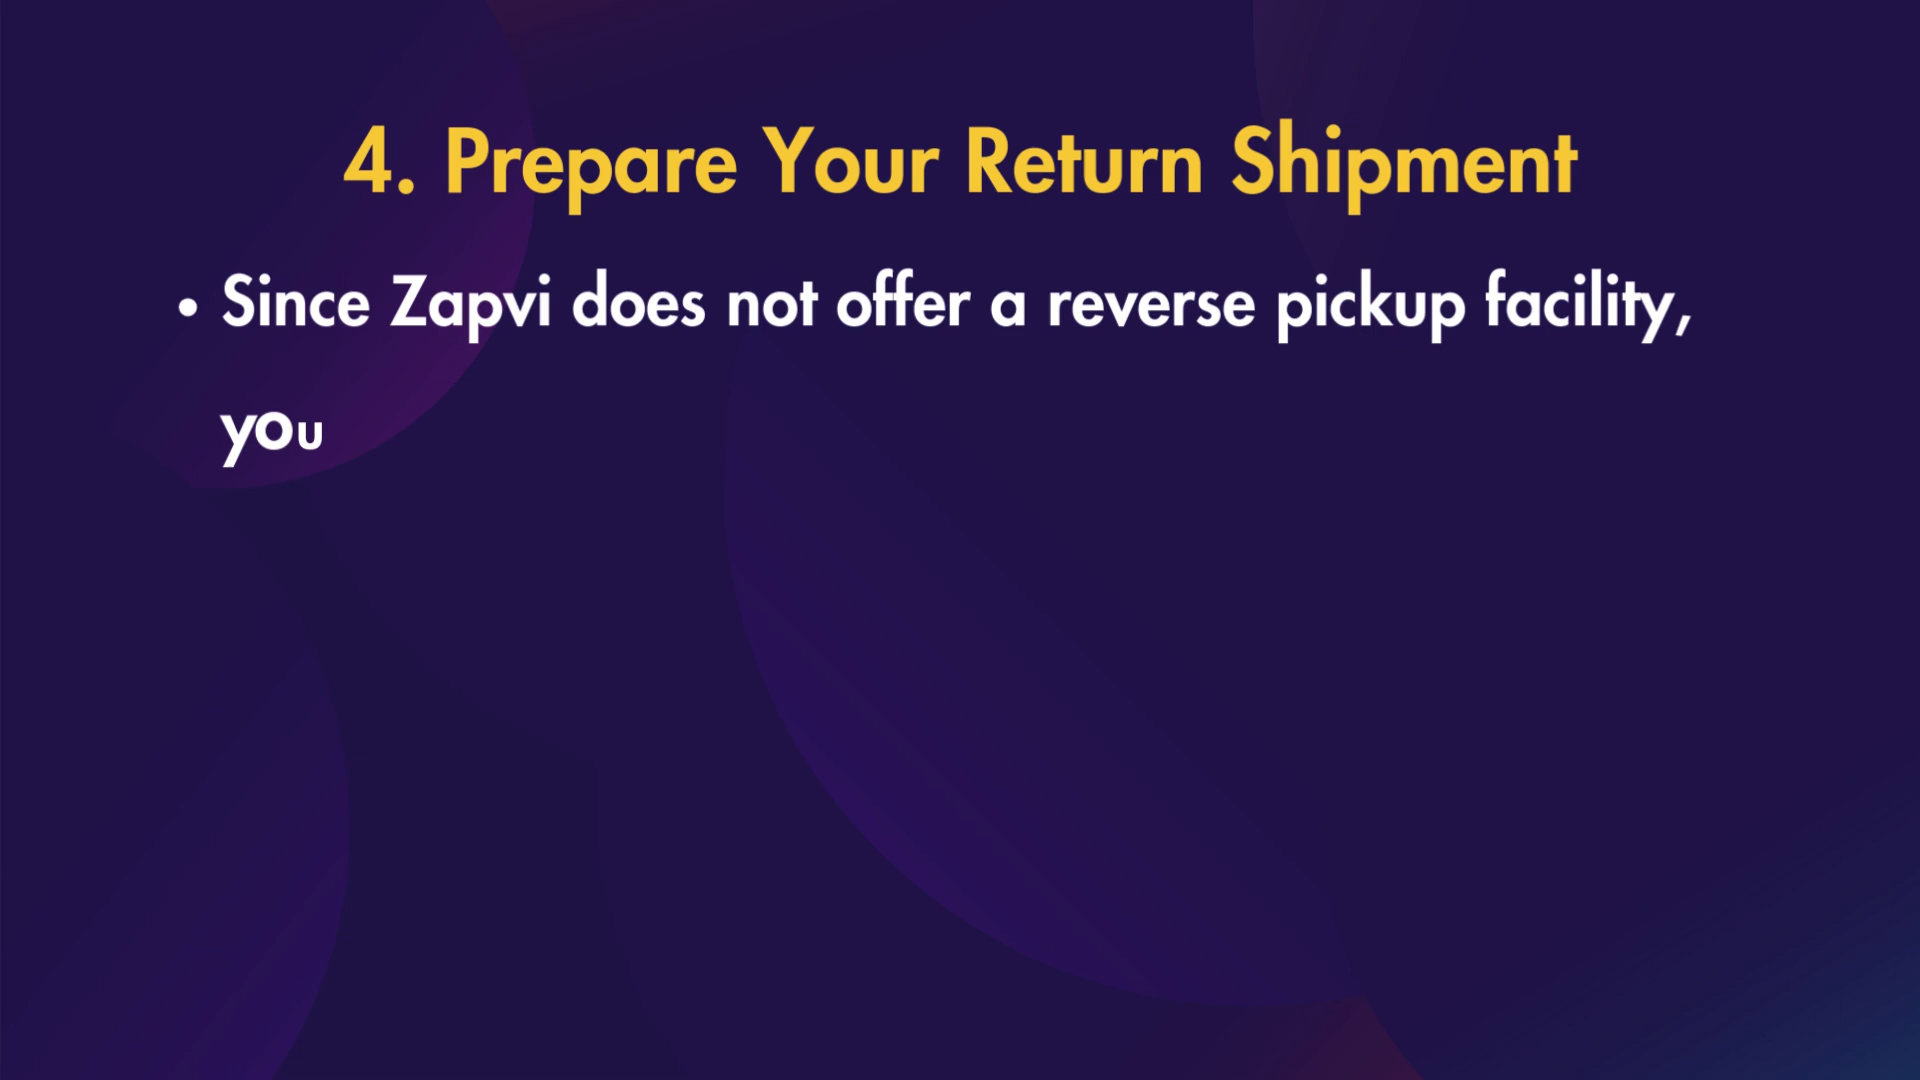 4. Prepare Your Return Shipment
• Since Zapvi does not offer a reverse pickup facility,
you